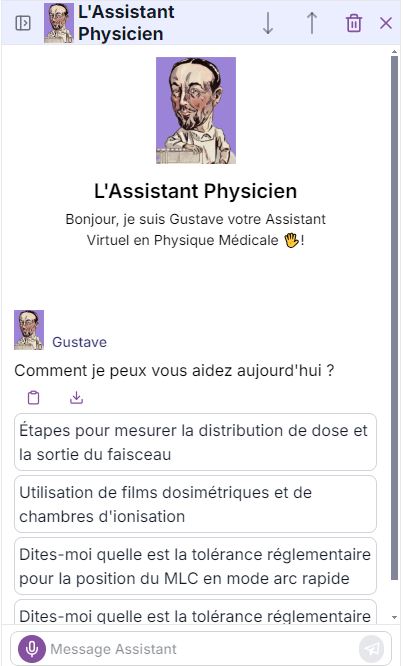 L'Assistant
Physicien
L'Assistant Physicien
Bonjour, je suis Gustave votre Assistant
Virtuel en Physique Médicale 👋!
Gustave
Comment je peux vous aidez aujourd'hui ?
Étapes pour mesurer la distribution de dose et
la sortie du faisceau
Utilisation de films dosimétriques et de
chambres d'ionisation
Dites-moi quelle est la tolérance réglementaire
pour la position du MLC en mode arc rapide
Dites-moi quelle est la tolérance réglementaire
Message Assistant